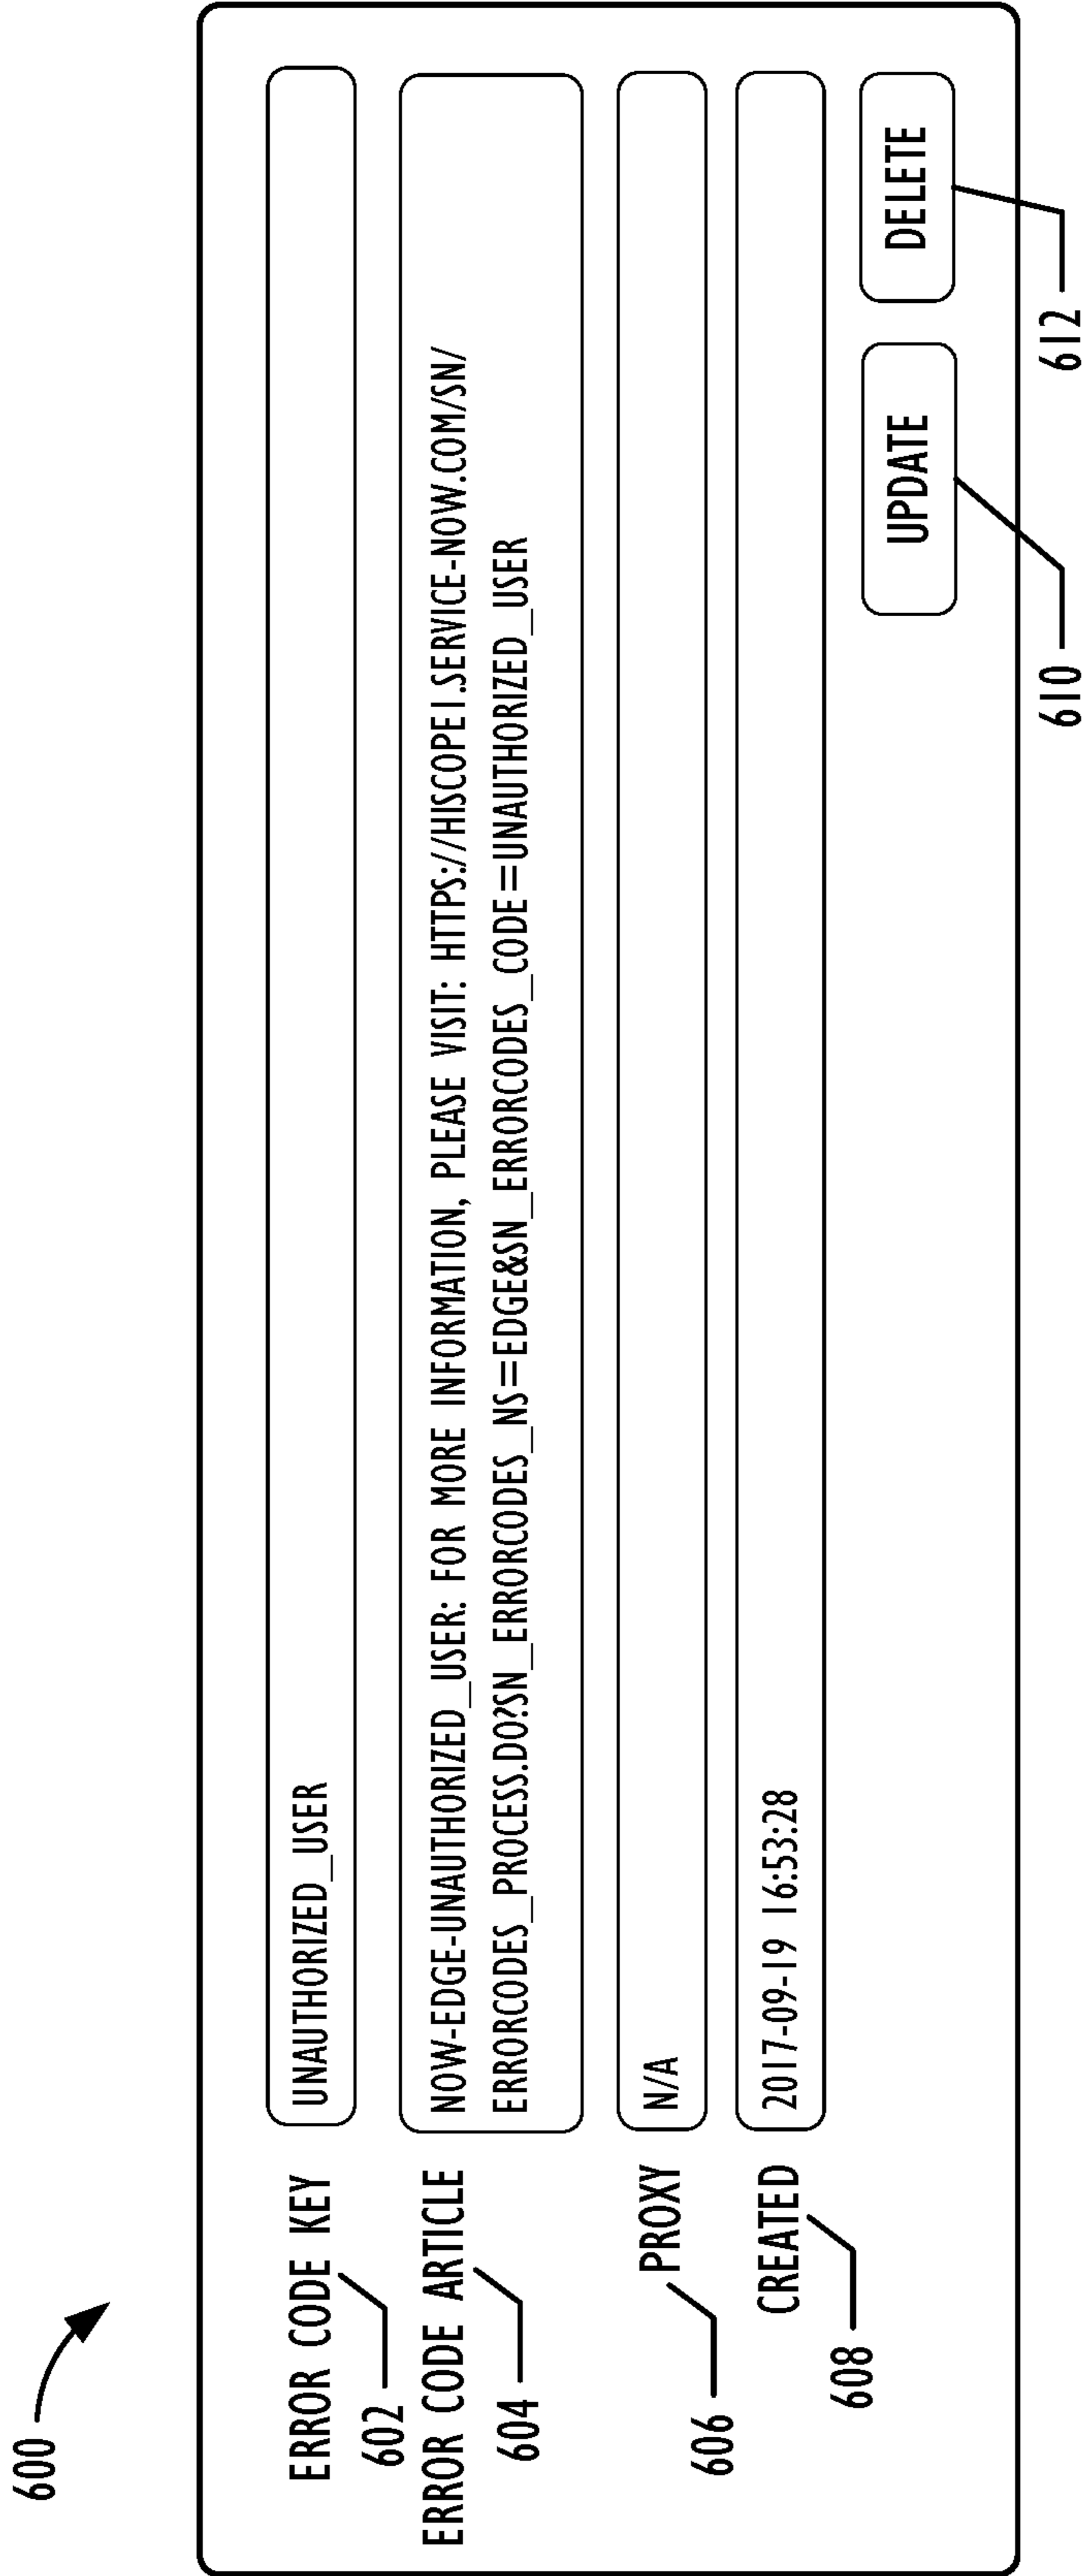 600
ERROR CODE KEY
602
UNAUTHORIZED_USER
ERROR CODE ARTICLE
604
NOW-EDGE-UNAUTHORIZED_USER: FOR MORE INFORMATION, PLEASE VISIT: HTTPS://HISCOPE1.SERVICE-NOW.COM/SN/
ERRORCODES_PROCESS.DO?SN_ERRORCODES_NS=EDGE&SN_ERRORCODES_CODE=UNAUTHORIZED_USER
PROXY
606
N/A
CREATED
608
2017-09-19 16:53:28
UPDATE
DELETE
610
612